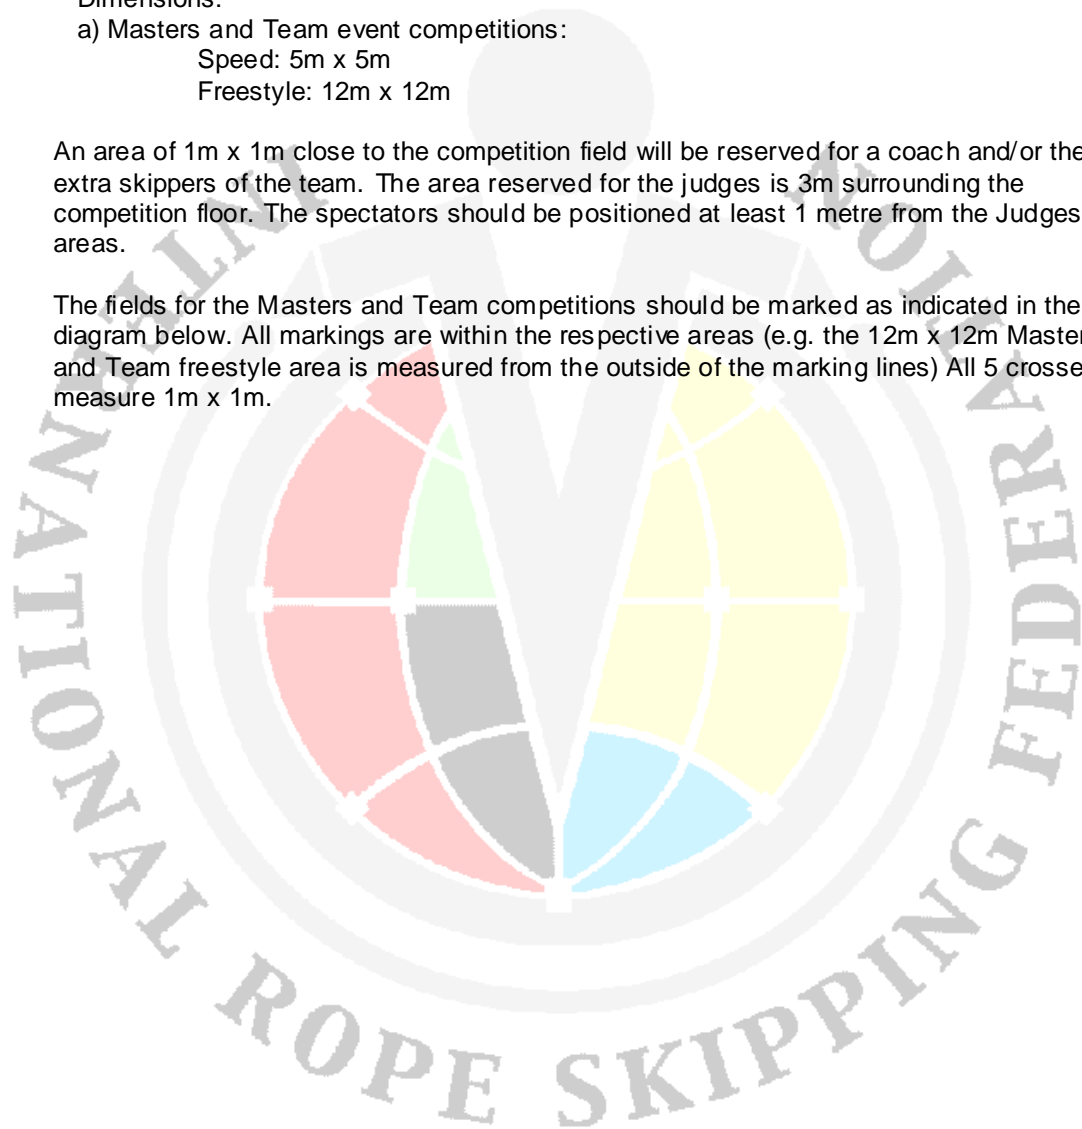 Dimensions:
a) Masters and Team event competitions:
Speed: 5m x 5m
Freestyle: 12m x 12m
An area of 1m x 1m close to the competition field will be reserved for a coach and/or the
extra skippers of the team. The area reserved for the judges is 3m surrounding the
competition floor. The spectators should be positioned at least 1 metre from the Judges
areas.
The fields for the Masters and Team competitions should be marked as indicated in the
diagram below. All markings are within the respective areas (e.g. the 12m x 12m Master
and Team freestyle area is measured from the outside of the marking lines) All 5 crosse
measure 1m x 1m.
INTERNATIONAL ROPE SKIPPING FEDERATION